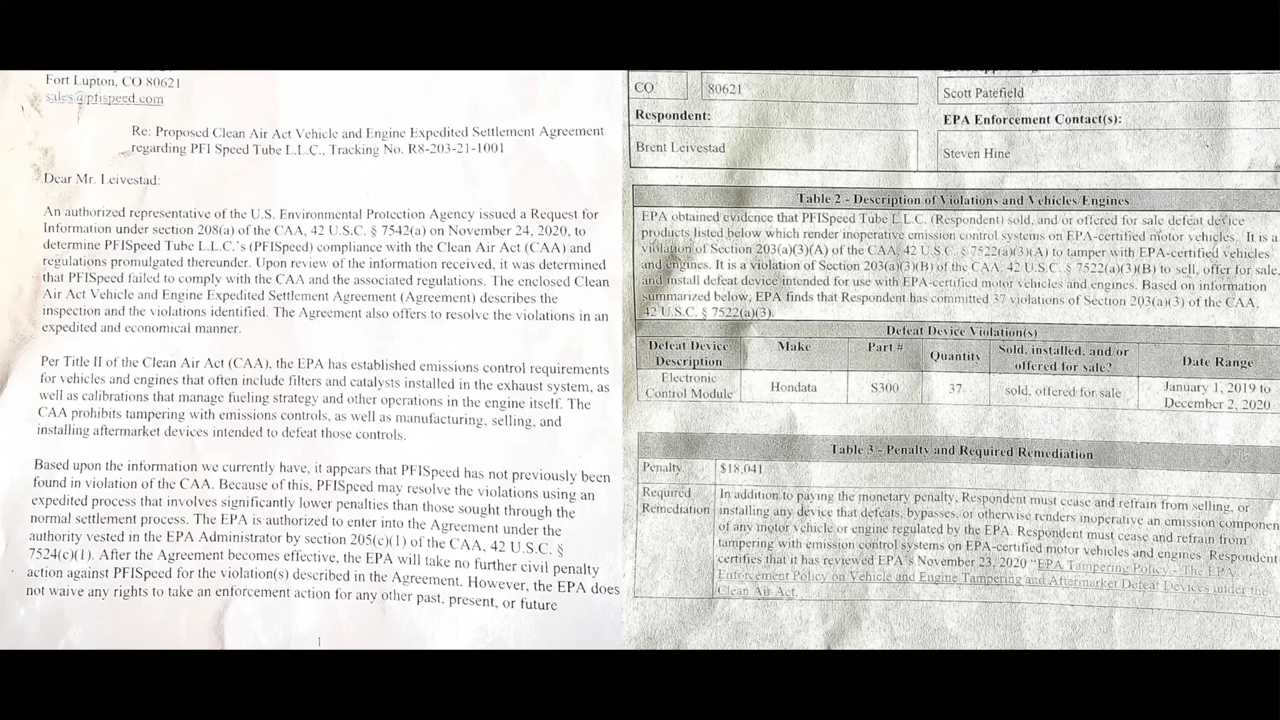 Fort Lupton, CO 80621
sales@pfispeed.com
Re: Proposed Clean Air Act Vehicle and Engine Expedited Settlement Agreement
regarding PFI Speed Tube L.L.C., Tracking No. R8-203-21-1001
Dear Mr. Leivestad:
An authorized representative of the U.S. Environmental Protection Agency issued a Request for
Information under section 208(a) of the CAA, 42 U.S.C. § 7542(a) on November 24, 2020, to
determine PFISpeed Tube L.L.C.'s (PFISpeed) compliance with the Clean Air Act (CAA) and
regulations promulgated thereunder. Upon review of the information received, it was determined
that PFISpeed failed to comply with the CAA and the associated regulations. The enclosed Clean
Air Act Vehicle and Engine Expedited Settlement Agreement (Agreement) describes the
inspection and the violations identified. The Agreement also offers to resolve the violations in an
expedited and economical manner.
Per Title II of the Clean Air Act (CAA), the EPA has established emissions control requirements
for vehicles and engines that often include filters and catalysts installed in the exhaust system, as
well as calibrations that manage fueling strategy and other operations in the engine itself. The
CAA prohibits tampering with emissions controls, as well as manufacturing, selling, and
installing aftermarket devices intended to defeat those controls.
Based upon the information we currently have, it appears that PFISpeed has not previously been
found in violation of the CAA. Because of this, PFISpeed may resolve the violations using an
expedited process that involves significantly lower penalties than those sought through the
normal settlement process. The EPA is authorized to enter into the Agreement under the
authority vested in the EPA Administrator by section 205(c)(1) of the CAA, 42 U.S.C. §
7524(c)(1). After the Agreement becomes effective, the EPA will take no further civil penalty
action against PFISpeed for the violation(s) described in the Agreement. However, the EPA does
not waive any rights to take an enforcement action for any other past, present, or future
1
CO 80621
Scott Patefield
Respondent:
EPA Enforcement Contact(s):
Brent Leivestad
Steven Hine
Table 2 - Description of Violations and Vehicles/Engines
EPA obtained evidence that PFISpeed Tube L.L.C. (Respondent) sold, and/or offered for sale defeat device
products listed below which render inoperative emission control systems on EPA-certified motor vehicles. It is a
violation of Section 203(a)(3)(A) of the CAA, 42 U.S.C. § 7522(a)(3)(A) to tamper with EPA-certified vehicles
and engines. It is a violation of Section 203(a)(3)(B) of the CAA, 42 U.S.C. § 7522(a)(3)(B) to sell, offer for sale,
and install defeat device intended for use with EPA-certified motor vehicles and engines. Based on information
summarized below, EPA finds that Respondent has committed 37 violations of Section 203(a)(3) of the CAA,
42 U.S.C. § 7522(a)(3).
Defeat Device Violation(s)
Defeat Device Description Make Part # Quantity Sold, installed, and/or offered for sale? Date Range
Electronic Control Module Hondata S300 37 sold, offered for sale January 1, 2019 to December 2, 2020
Table 3 - Penalty and Required Remediation
Penalty $18,041
Required Remediation
In addition to paying the monetary penalty, Respondent must cease and refrain from selling, or
installing any device that defeats, bypasses, or otherwise renders inoperative an emission component
of any motor vehicle or engine regulated by the EPA. Respondent must cease and refrain from
tampering with emission control systems on EPA-certified motor vehicles and engines. Respondent
certifies that it has reviewed EPA's November 23, 2020 "EPA Tampering Policy - The EPA
Enforcement Policy on Vehicle and Engine Tampering and Aftermarket Defeat Devices under the
Clean Air Act.